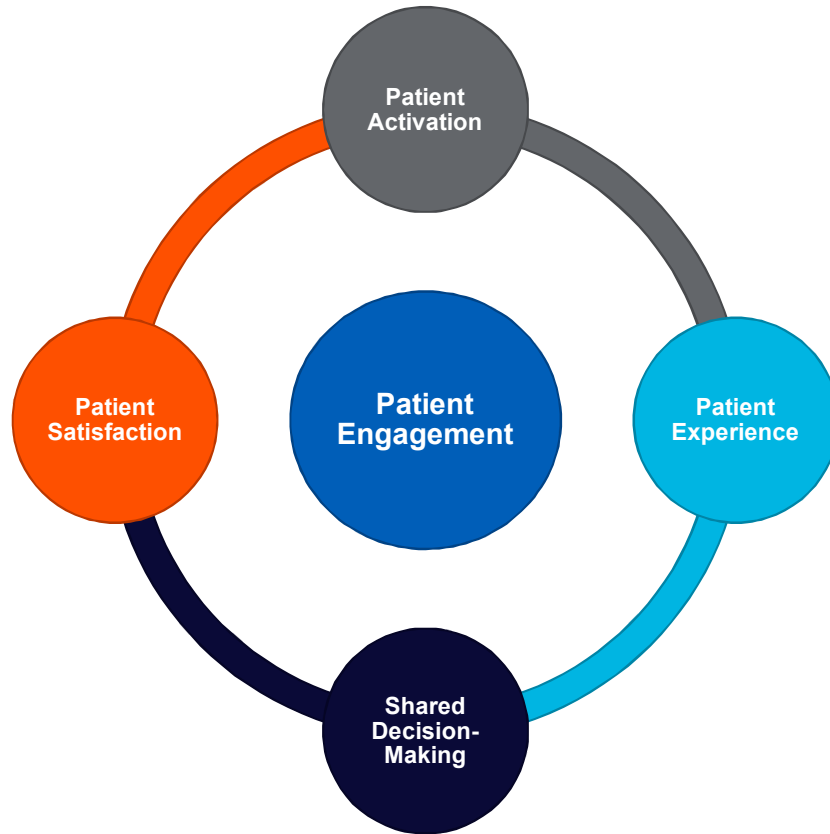 Patient
Activation
Patient
Satisfaction
Patient
Engagement
Patient
Experience
Shared
Decision-
Making